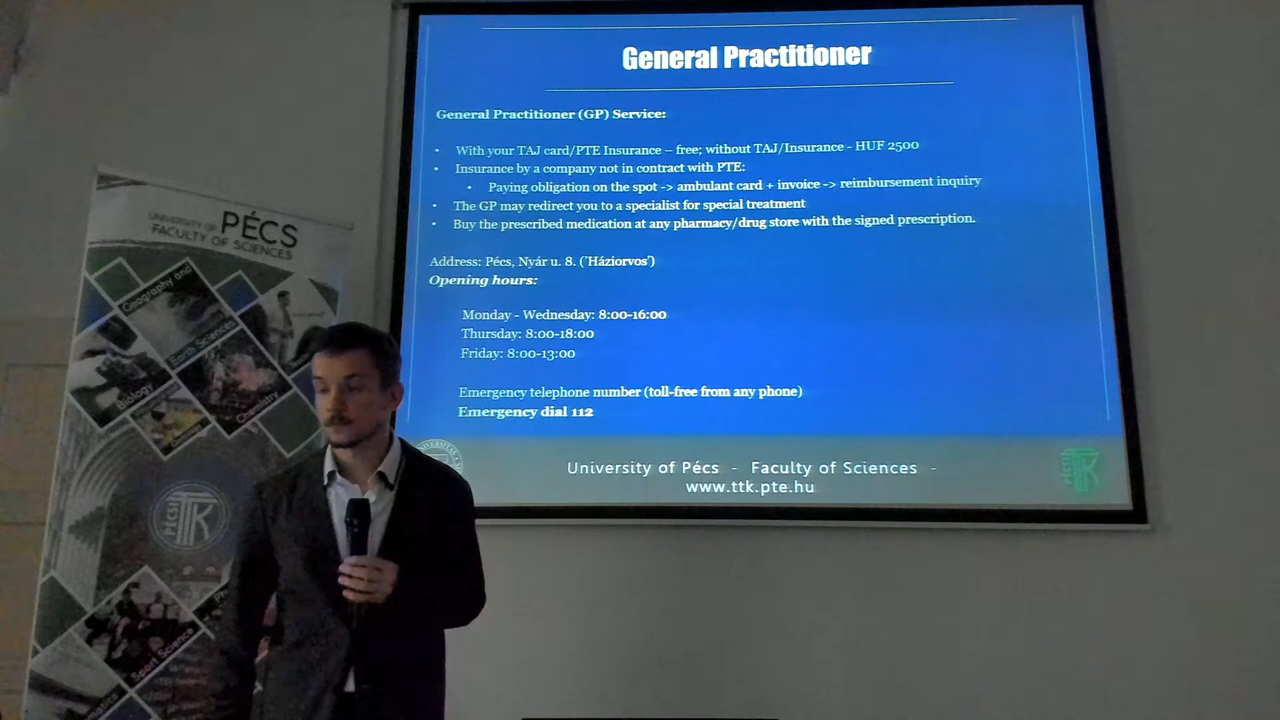 General Practitioner
General Practitioner (GP) Service:
• With your TAJ card/PTE Insurance – free; without TAJ/Insurance - HUF 2500
• Insurance by a company not in contract with PTE:
• Paying obligation on the spot -> ambulant card + invoice -> reimbursement inquiry
• The GP may redirect you to a specialist for special treatment
• Buy the prescribed medication at any pharmacy/drug store with the signed prescription.
Address: Pécs, Nyár u. 8. ('Háziorvos')
Opening hours:
Monday - Wednesday: 8:00-16:00
Thursday: 8:00-18:00
Friday: 8:00-13:00
Emergency telephone number (toll-free from any phone)
Emergency dial 112
University of Pécs - Faculty of Sciences -
www.ttk.pte.hu
PÉCSI TTK
UNIVERSITY OF PÉCS
FACULTY OF SCIENCES
Geography and
Earth Sciences
Biology
Chemistry
PÉCSI TTK
Sport Science